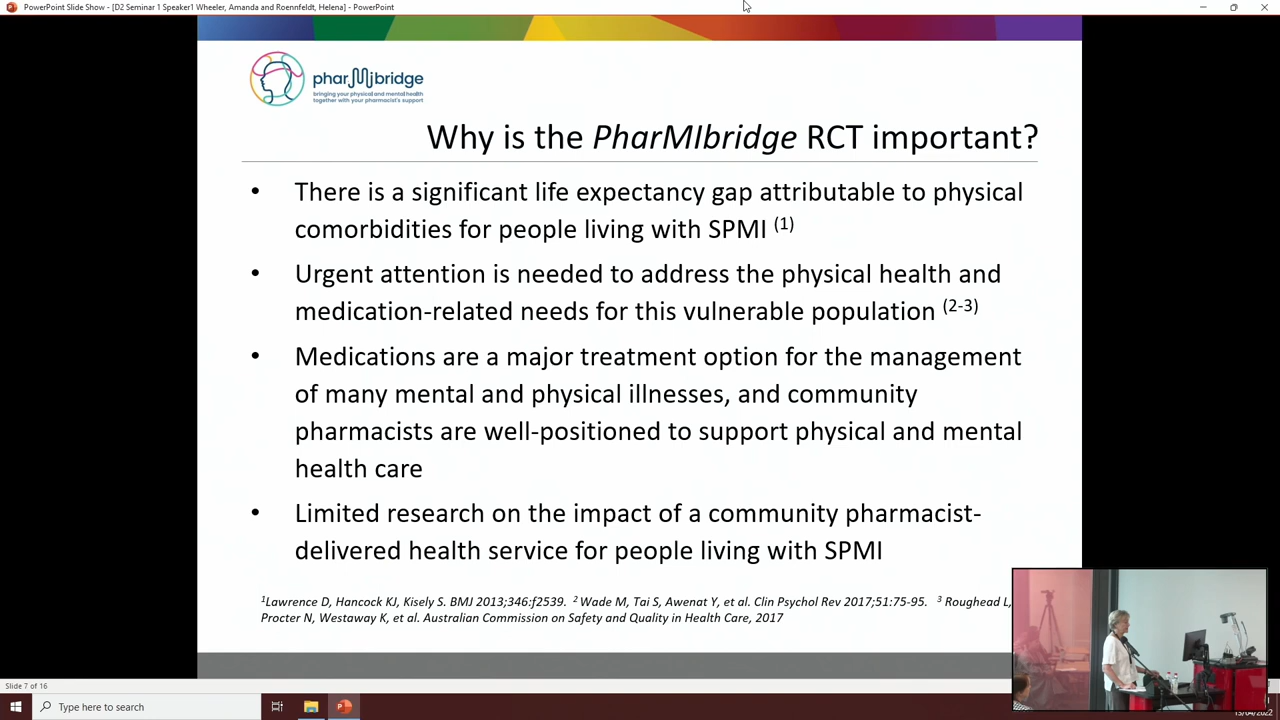 PowerPoint Slide Show - [D2 Seminar 1 Speaker1 Wheeler, Amanda and Roennfeldt, Helena] - PowerPoint
pharMIbridge
bringing your physical and mental health
together with your pharmacist's support
Why is the PharMIbridge RCT important?
• There is a significant life expectancy gap attributable to physical
comorbidities for people living with SPMI (1)
• Urgent attention is needed to address the physical health and
medication-related needs for this vulnerable population (2-3)
• Medications are a major treatment option for the management
of many mental and physical illnesses, and community
pharmacists are well-positioned to support physical and mental
health care
• Limited research on the impact of a community pharmacist-
delivered health service for people living with SPMI
1Lawrence D, Hancock KJ, Kisely S. BMJ 2013;346:f2539. 2 Wade M, Tai S, Awenat Y, et al. Clin Psychol Rev 2017;51:75-95. 3 Roughead L,
Procter N, Westaway K, et al. Australian Commission on Safety and Quality in Health Care, 2017
Slide 7 of 16
Type here to search